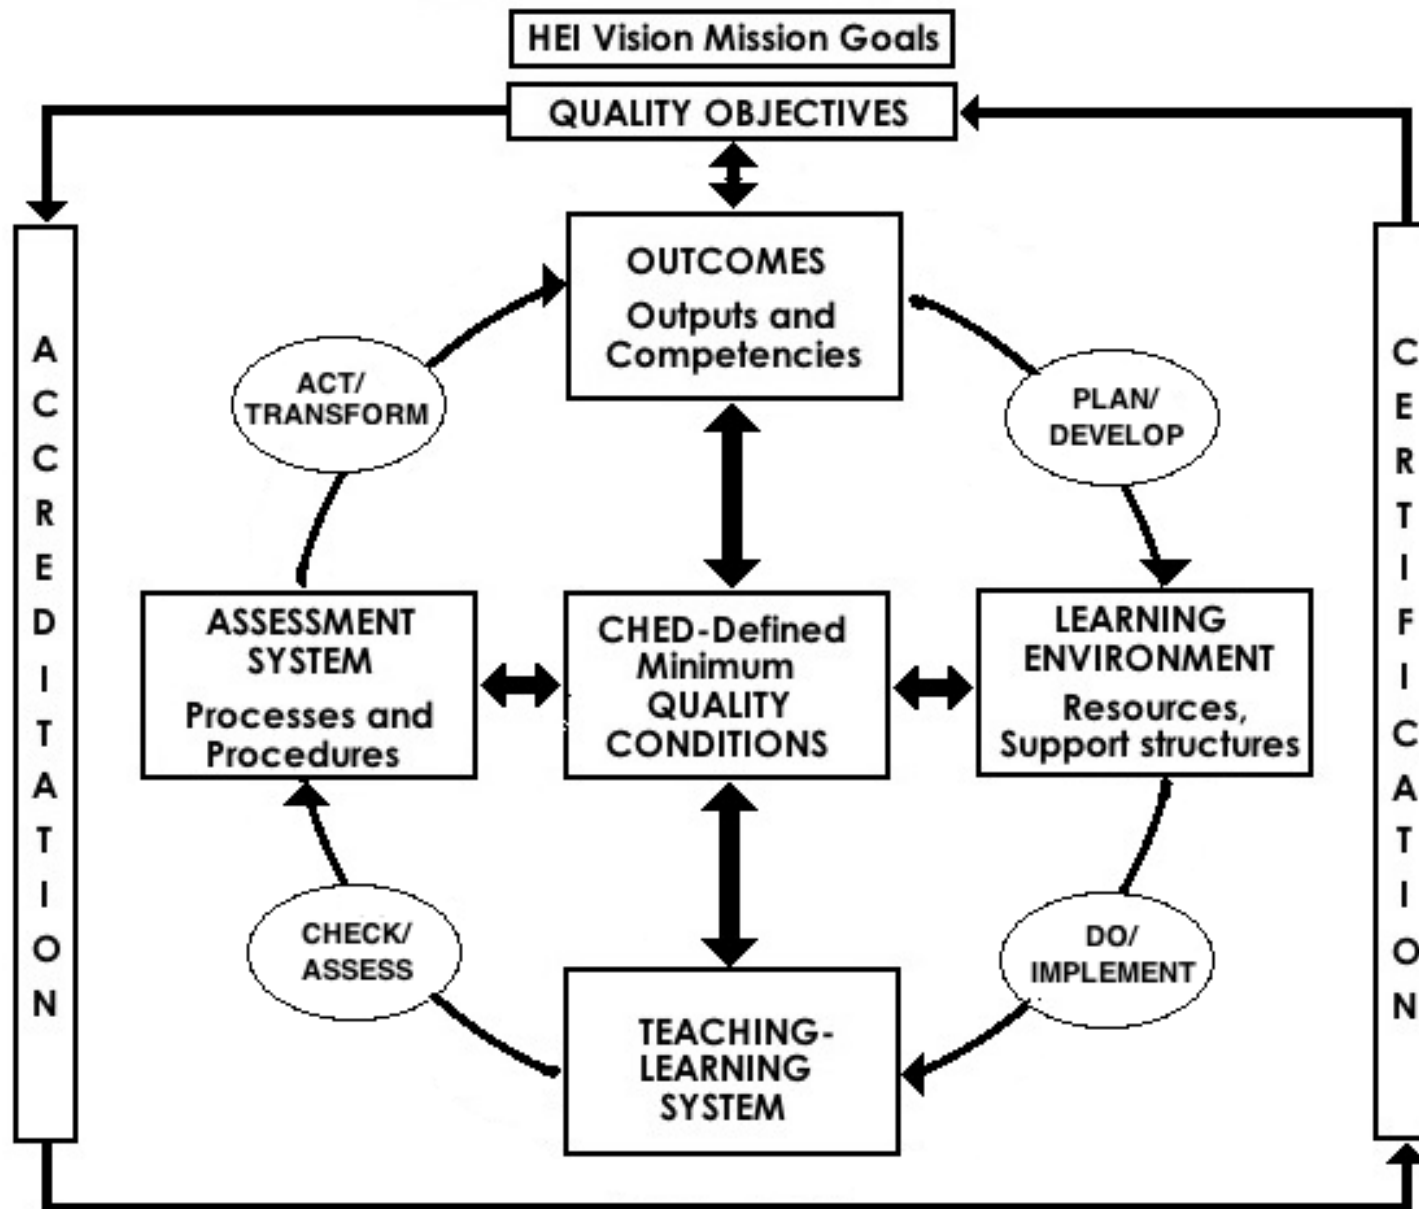 HEI Vision Mission Goals
QUALITY OBJECTIVES
OUTCOMES
Outputs and
Competencies
ACT/
TRANSFORM
PLAN/
DEVELOP
ACCREDITATION
CERTIFICATION
ASSESSMENT
SYSTEM
Processes and
Procedures
CHED-Defined
Minimum
QUALITY
CONDITIONS
LEARNING
ENVIRONMENT
Resources,
Support structures
CHECK/
ASSESS
DO/
IMPLEMENT
TEACHING-
LEARNING
SYSTEM